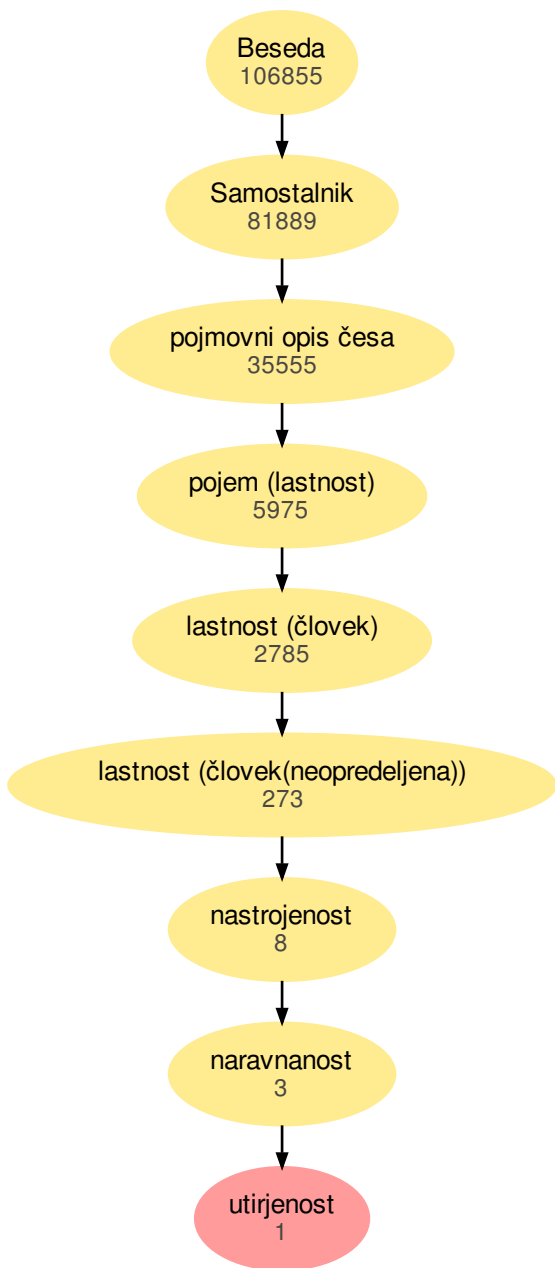 Beseda
106855
Samostalnik
81889
pojmovni opis česa
35555
pojem (lastnost)
5975
lastnost (človek)
2785
lastnost (človek(neopredeljena))
273
nastrojenost
8
naravnanost
3
utirjenost
1